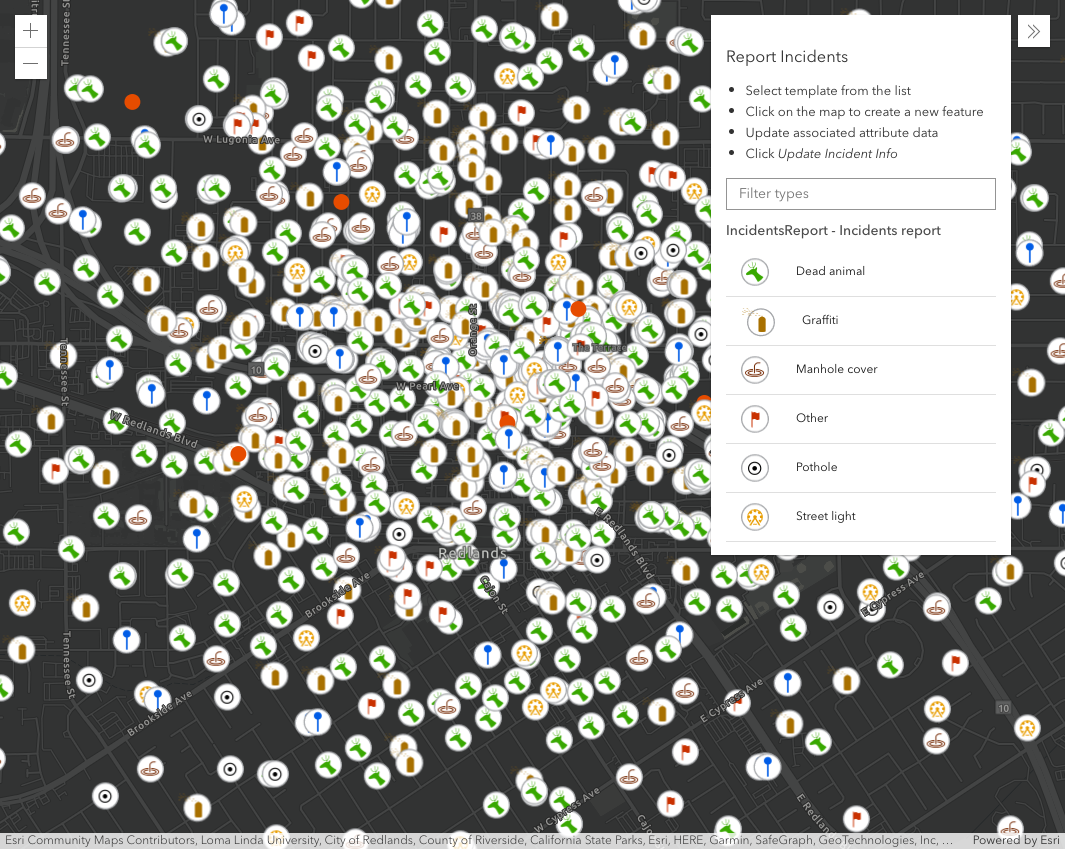 Tennessee St
W Lugonia Ave
38
Orange St
The Terrace
10
Tennessee St
W Pearl Ave
W Redlands Blvd
E Redlands Blvd
Redlands
Cajon St
Brookside Ave
E Cypress Ave
Tennessee St
Brookside Ave
E Cypress Ave
10
W Cypress Ave
Report Incidents
Select template from the list
Click on the map to create a new feature
Update associated attribute data
Click Update Incident Info
Filter types
IncidentsReport - Incidents report
Dead animal
Graffiti
Manhole cover
Other
Pothole
Street light
Esri Community Maps Contributors, Loma Linda University, City of Redlands, County of Riverside, California State Parks, Esri, HERE, Garmin, SafeGraph, GeoTechnologies, Inc, …
Powered by Esri